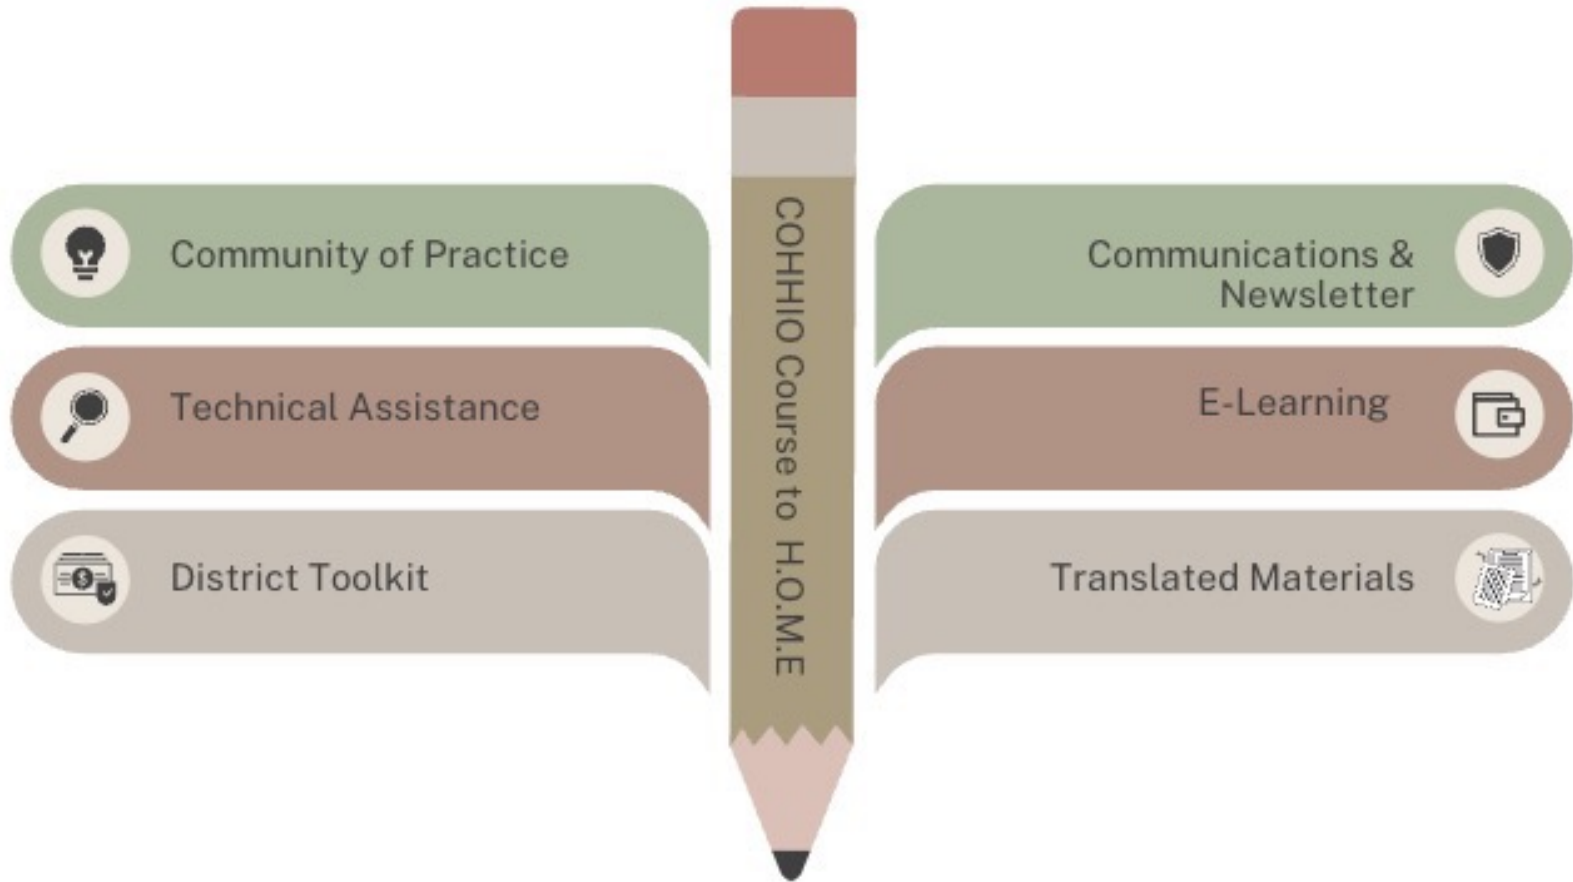 Community of Practice
Technical Assistance
District Toolkit
COHHIO Course to H.O.M.E
Communications &
Newsletter
E-Learning
Translated Materials